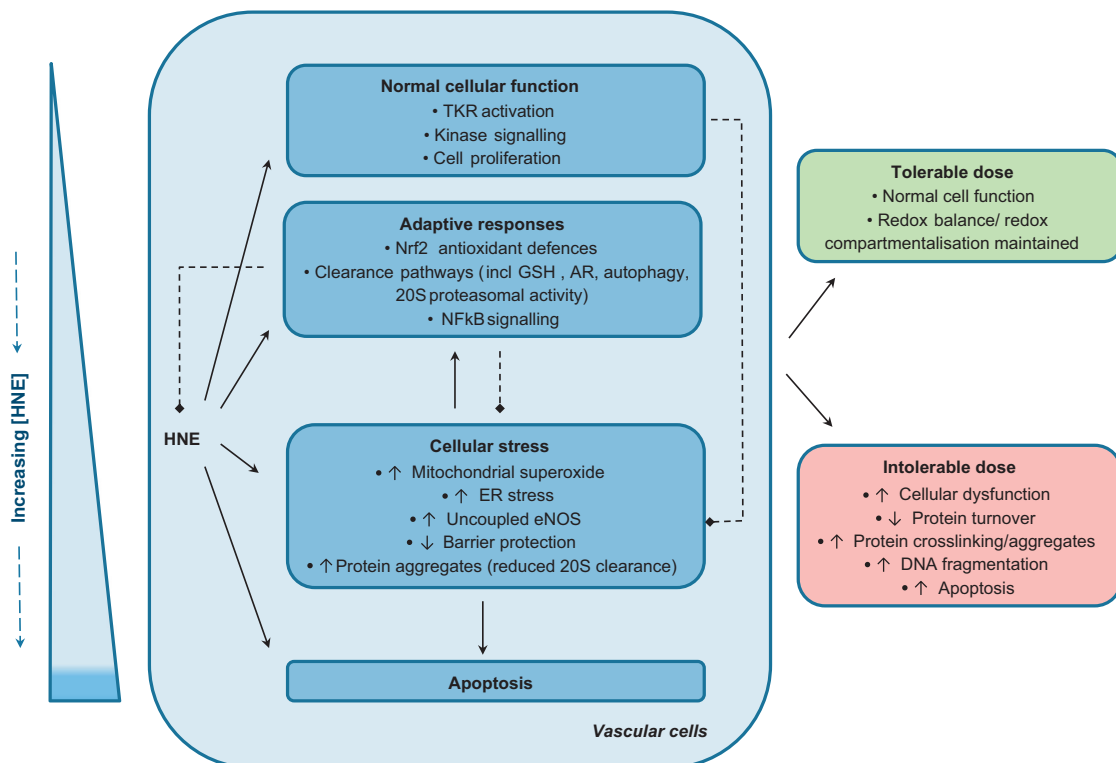 Increasing [HNE]
Normal cellular function
• TKR activation
• Kinase signalling
• Cell proliferation
Adaptive responses
• Nrf2 antioxidant defences
• Clearance pathways (incl GSH , AR, autophagy,
20S proteasomal activity)
• NFkB signalling
HNE
Cellular stress
• ↑ Mitochondrial superoxide
• ↑ ER stress
• ↑ Uncoupled eNOS
• ↓ Barrier protection
• ↑ Protein aggregates (reduced 20S clearance)
Apoptosis
Vascular cells
Tolerable dose
• Normal cell function
• Redox balance/ redox
compartmentalisation maintained
Intolerable dose
• ↑ Cellular dysfunction
• ↓ Protein turnover
• ↑ Protein crosslinking/aggregates
• ↑ DNA fragmentation
• ↑ Apoptosis